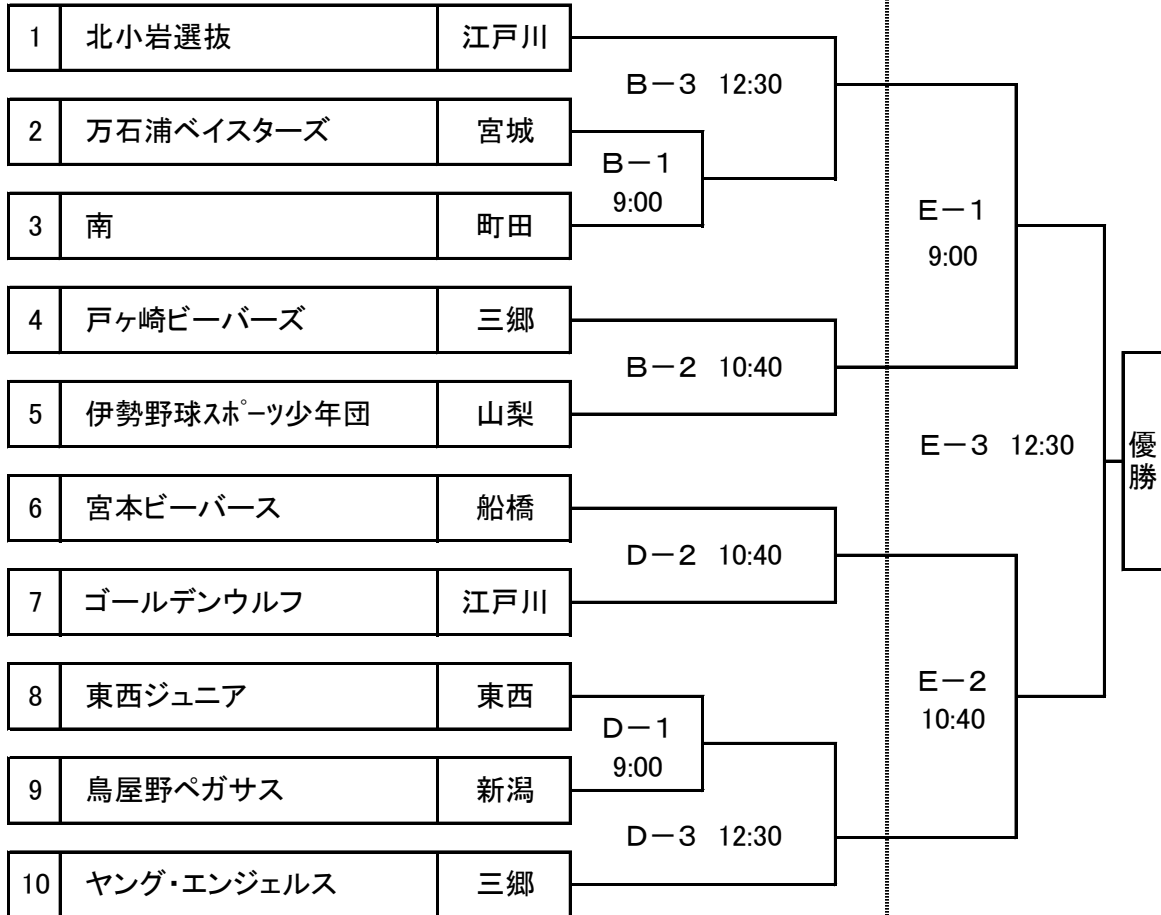 1 北小岩選抜 江戸川
B－3 12:30
2 万石浦ベイスターズ 宮城
B－1
9:00
3 南 町田
E－1
9:00
4 戸ヶ崎ビーバーズ 三郷
B－2 10:40
5 伊勢野球ｽﾎﾟｰﾂ少年団 山梨
E－3 12:30
優勝
6 宮本ビーバース 船橋
D－2 10:40
7 ゴールデンウルフ 江戸川
8 東西ジュニア 東西
E－2
10:40
D－1
9:00
9 鳥屋野ペガサス 新潟
D－3 12:30
10 ヤング・エンジェルス 三郷